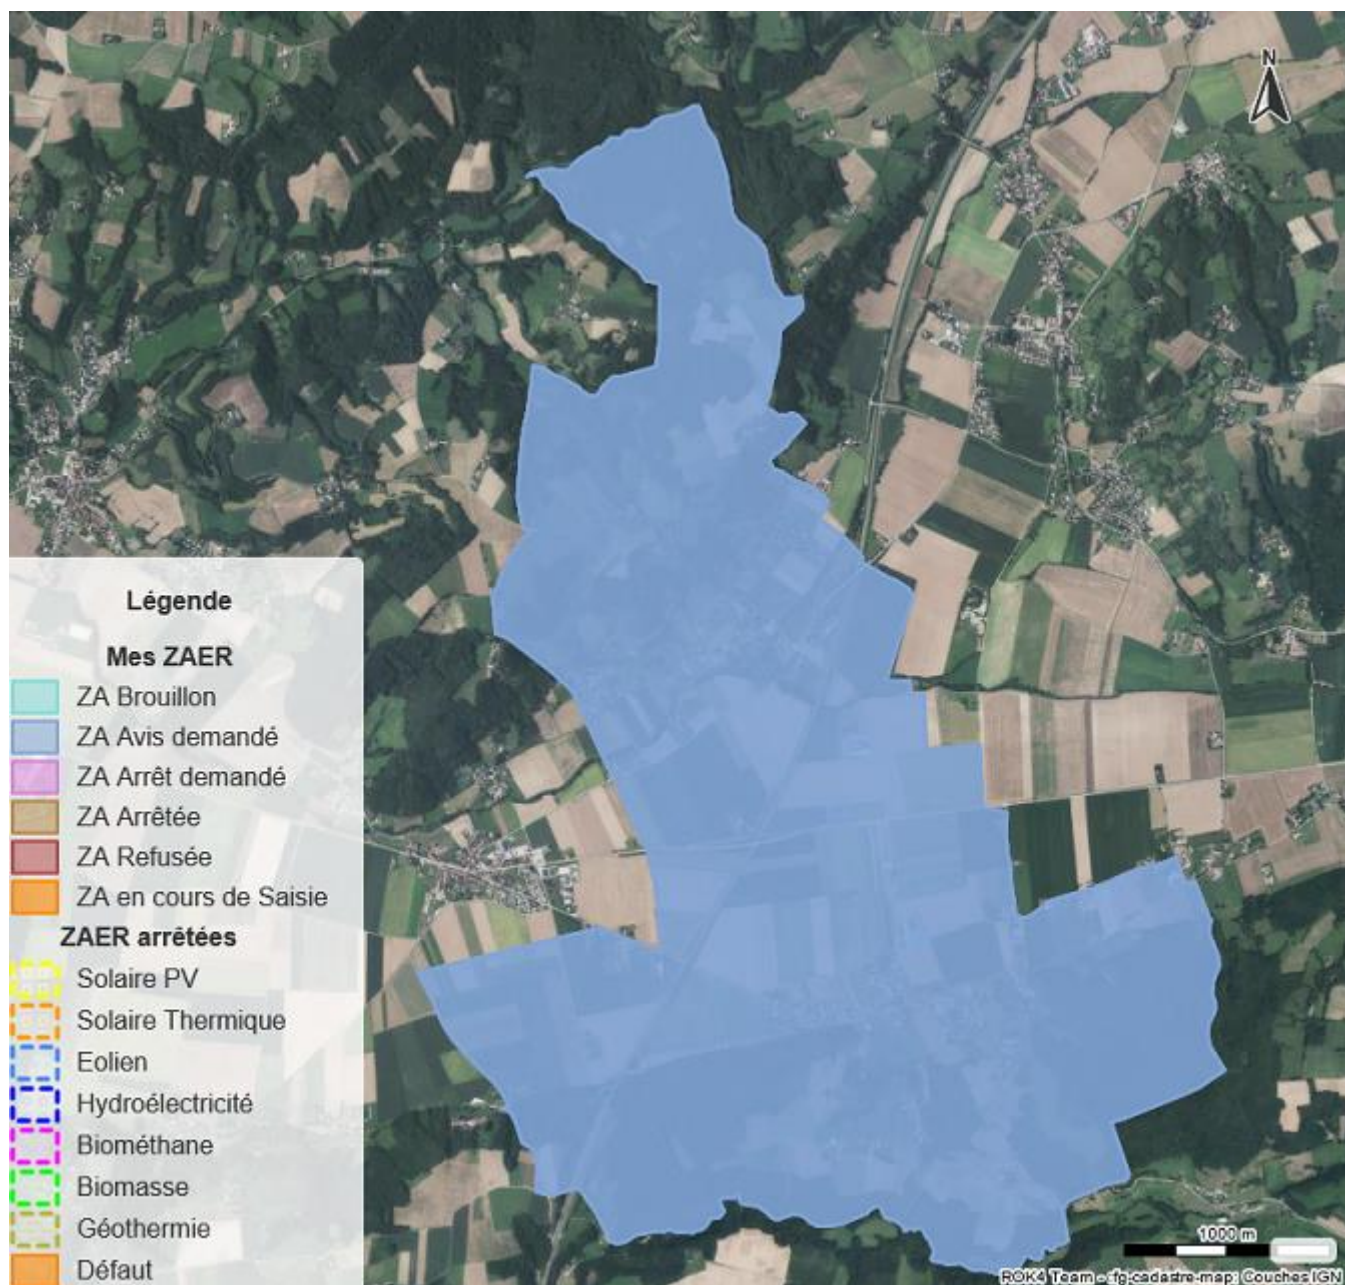 N
Légende
Mes ZAER
ZA Brouillon
ZA Avis demandé
ZA Arrêt demandé
ZA Arrêtée
ZA Refusée
ZA en cours de Saisie
ZAER arrêtées
Solaire PV
Solaire Thermique
Eolien
Hydroélectricité
Biométhane
Biomasse
Géothermie
Défaut
1000 m
ROK4 Team - cfg-cadastre-map: Couches IGN